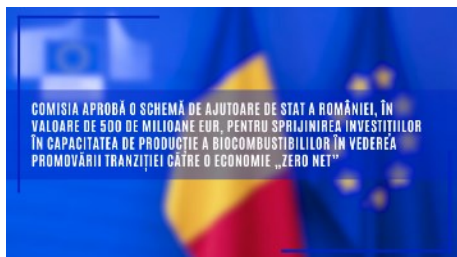 COMISIA APROBĂ O SCHEMĂ DE AJUTOARE DE STAT A ROMÂNIEI, ÎN
VALOARE DE 500 DE MILIOANE EUR, PENTRU SPRIJINIREA INVESTIȚIILOR
ÎN CAPACITATEA DE PRODUCȚIE A BIOCOMBUSTIBILILOR ÎN VEDEREA
PROMOVĂRII TRANZIȚIEI CĂTRE O ECONOMIE „ZERO NET”